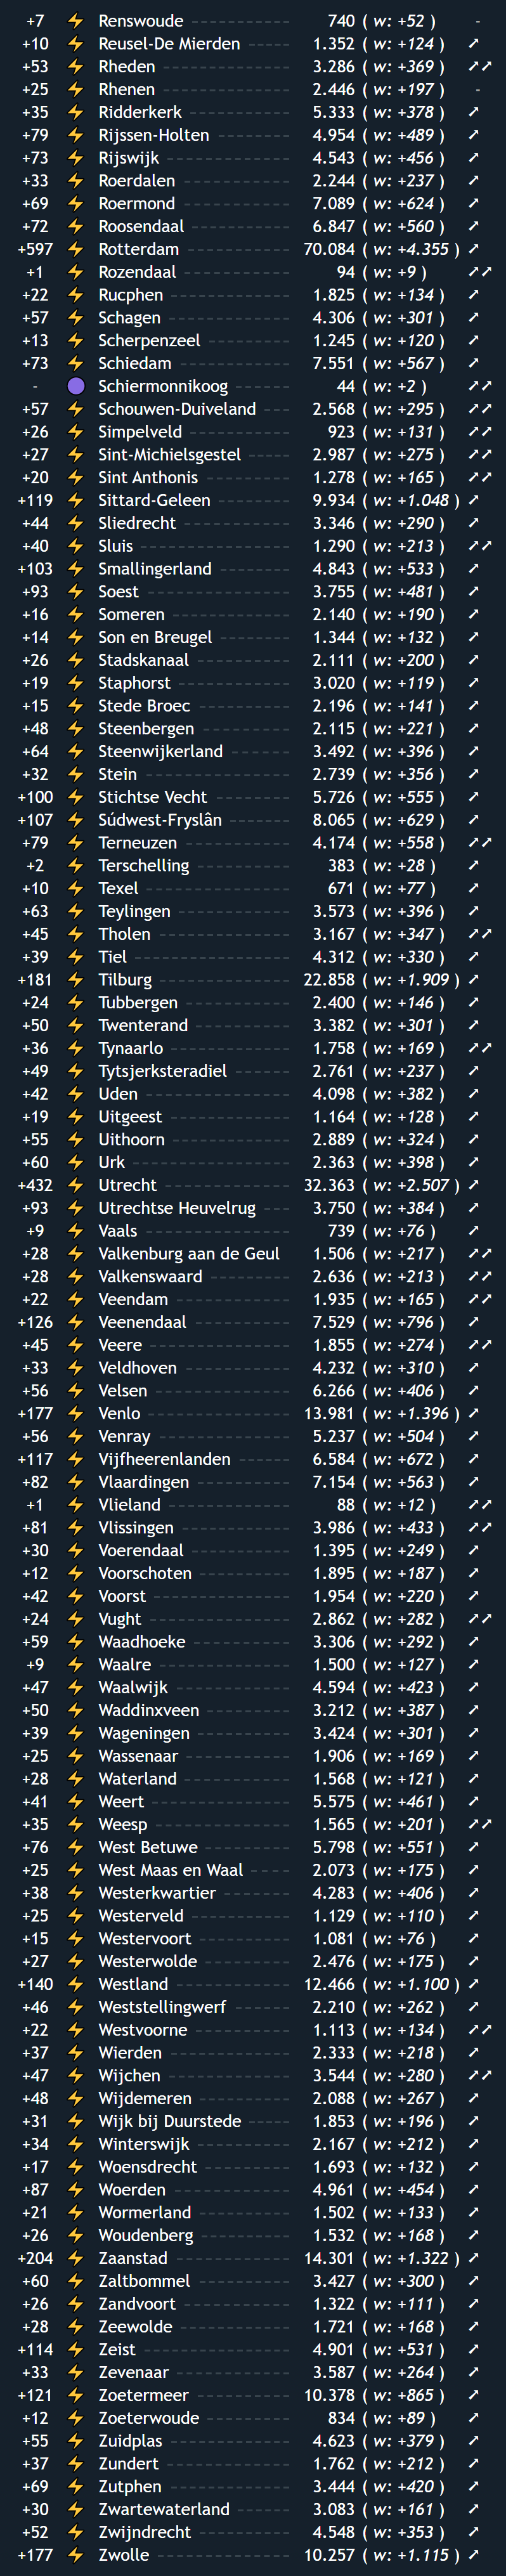 +7 ⚡ Renswoude ------------ 740 ( w: +52 ) -
+10 ⚡ Reusel-De Mierden ------ 1.352 ( w: +124 ) ↗
+53 ⚡ Rheden --------------- 3.286 ( w: +369 ) ↗↗
+25 ⚡ Rhenen --------------- 2.446 ( w: +197 ) -
+35 ⚡ Ridderkerk ------------ 5.333 ( w: +378 ) ↗
+79 ⚡ Rijssen-Holten --------- 4.954 ( w: +489 ) ↗
+73 ⚡ Rijswijk --------------- 4.543 ( w: +456 ) ↗
+33 ⚡ Roerdalen ------------- 2.244 ( w: +237 ) ↗
+69 ⚡ Roermond ------------- 7.089 ( w: +624 ) ↗
+72 ⚡ Roosendaal ------------ 6.847 ( w: +560 ) ↗
+597 ⚡ Rotterdam ------------- 70.084 ( w: +4.355 ) ↗
+1 ⚡ Rozendaal ------------- 94 ( w: +9 ) ↗↗
+22 ⚡ Rucphen -------------- 1.825 ( w: +134 ) ↗
+57 ⚡ Schagen --------------- 4.306 ( w: +301 ) ↗
+13 ⚡ Scherpenzeel ---------- 1.245 ( w: +120 ) ↗
+73 ⚡ Schiedam -------------- 7.551 ( w: +567 ) ↗
- Schiermonnikoog ------- 44 ( w: +2 ) ↗↗
+57 ⚡ Schouwen-Duiveland ---- 2.568 ( w: +295 ) ↗↗
+26 ⚡ Simpelveld ------------ 923 ( w: +131 ) ↗↗
+27 ⚡ Sint-Michielsgestel ----- 2.987 ( w: +275 ) ↗↗
+20 ⚡ Sint Anthonis ---------- 1.278 ( w: +165 ) ↗↗
+119 ⚡ Sittard-Geleen --------- 9.934 ( w: +1.048 ) ↗
+44 ⚡ Sliedrecht ------------- 3.346 ( w: +290 ) ↗
+40 ⚡ Sluis ------------------ 1.290 ( w: +213 ) ↗↗
+103 ⚡ Smallingerland --------- 4.843 ( w: +533 ) ↗
+93 ⚡ Soest ----------------- 3.755 ( w: +481 ) ↗
+16 ⚡ Someren -------------- 2.140 ( w: +190 ) ↗
+14 ⚡ Son en Breugel --------- 1.344 ( w: +132 ) ↗
+26 ⚡ Stadskanaal ----------- 2.111 ( w: +200 ) ↗
+19 ⚡ Staphorst -------------- 3.020 ( w: +119 ) ↗
+15 ⚡ Stede Broec ----------- 2.196 ( w: +141 ) ↗
+48 ⚡ Steenbergen ----------- 2.115 ( w: +221 ) ↗
+64 ⚡ Steenwijkerland ------- 3.492 ( w: +396 ) ↗
+32 ⚡ Stein ----------------- 2.739 ( w: +356 ) ↗
+100 ⚡ Stichtse Vecht --------- 5.726 ( w: +555 ) ↗
+107 ⚡ Súdwest-Fryslân ------- 8.065 ( w: +629 ) ↗
+79 ⚡ Terneuzen ------------ 4.174 ( w: +558 ) ↗↗
+2 ⚡ Terschelling ----------- 383 ( w: +28 ) ↗
+10 ⚡ Texel ----------------- 671 ( w: +77 ) ↗
+63 ⚡ Teylingen ------------- 3.573 ( w: +396 ) ↗
+45 ⚡ Tholen ---------------- 3.167 ( w: +347 ) ↗↗
+39 ⚡ Tiel ------------------- 4.312 ( w: +330 ) ↗
+181 ⚡ Tilburg ---------------- 22.858 ( w: +1.909 ) ↗
+24 ⚡ Tubbergen ------------ 2.400 ( w: +146 ) ↗
+50 ⚡ Twenterand ------------ 3.382 ( w: +301 ) ↗
+36 ⚡ Tynaarlo -------------- 1.758 ( w: +169 ) ↗↗
+49 ⚡ Tytsjerksteradiel ------- 2.761 ( w: +237 ) ↗
+42 ⚡ Uden ----------------- 4.098 ( w: +382 ) ↗
+19 ⚡ Uitgeest -------------- 1.164 ( w: +128 ) ↗
+55 ⚡ Uithoorn -------------- 2.889 ( w: +324 ) ↗
+60 ⚡ Urk ------------------- 2.363 ( w: +398 ) ↗
+432 ⚡ Utrecht --------------- 32.363 ( w: +2.507 ) ↗
+93 ⚡ Utrechtse Heuvelrug ---- 3.750 ( w: +384 ) ↗
+9 ⚡ Vaals ----------------- 739 ( w: +76 ) ↗
+28 ⚡ Valkenburg aan de Geul 1.506 ( w: +217 ) ↗↗
+28 ⚡ Valkenswaard ---------- 2.636 ( w: +213 ) ↗↗
+22 ⚡ Veendam -------------- 1.935 ( w: +165 ) ↗↗
+126 ⚡ Veenendaal ------------ 7.529 ( w: +796 ) ↗
+45 ⚡ Veere ----------------- 1.855 ( w: +274 ) ↗↗
+33 ⚡ Veldhoven ------------- 4.232 ( w: +310 ) ↗
+56 ⚡ Velsen ---------------- 6.266 ( w: +406 ) ↗
+177 ⚡ Venlo ----------------- 13.981 ( w: +1.396 ) ↗
+56 ⚡ Venray ---------------- 5.237 ( w: +504 ) ↗
+117 ⚡ Vijfheerenlanden ------ 6.584 ( w: +672 ) ↗
+82 ⚡ Vlaardingen ----------- 7.154 ( w: +563 ) ↗
+1 ⚡ Vlieland --------------- 88 ( w: +12 ) ↗↗
+81 ⚡ Vlissingen ------------- 3.986 ( w: +433 ) ↗↗
+30 ⚡ Voerendaal ------------ 1.395 ( w: +249 ) ↗
+12 ⚡ Voorschoten ----------- 1.895 ( w: +187 ) ↗
+42 ⚡ Voorst ---------------- 1.954 ( w: +220 ) ↗
+24 ⚡ Vught ----------------- 2.862 ( w: +282 ) ↗↗
+59 ⚡ Waadhoeke ------------ 3.306 ( w: +292 ) ↗
+9 ⚡ Waalre ---------------- 1.500 ( w: +127 ) ↗
+47 ⚡ Waalwijk -------------- 4.594 ( w: +423 ) ↗
+50 ⚡ Waddinxveen ---------- 3.212 ( w: +387 ) ↗
+39 ⚡ Wageningen ----------- 3.424 ( w: +301 ) ↗
+25 ⚡ Wassenaar ------------ 1.906 ( w: +169 ) ↗
+28 ⚡ Waterland ------------ 1.568 ( w: +121 ) ↗
+41 ⚡ Weert ---------------- 5.575 ( w: +461 ) ↗
+35 ⚡ Weesp ---------------- 1.565 ( w: +201 ) ↗↗
+76 ⚡ West Betuwe ---------- 5.798 ( w: +551 ) ↗
+25 ⚡ West Maas en Waal ----- 2.073 ( w: +175 ) ↗
+38 ⚡ Westerkwartier -------- 4.283 ( w: +406 ) ↗
+25 ⚡ Westerveld ------------ 1.129 ( w: +110 ) ↗
+15 ⚡ Westervoort ----------- 1.081 ( w: +76 ) ↗
+27 ⚡ Westerwolde ---------- 2.476 ( w: +175 ) ↗
+140 ⚡ Westland ------------- 12.466 ( w: +1.100 ) ↗
+46 ⚡ Weststellingwerf ------- 2.210 ( w: +262 ) ↗
+22 ⚡ Westvoorne ----------- 1.113 ( w: +134 ) ↗↗
+37 ⚡ Wierden -------------- 2.333 ( w: +218 ) ↗
+47 ⚡ Wijchen -------------- 3.544 ( w: +280 ) ↗↗
+48 ⚡ Wijdemeren ----------- 2.088 ( w: +267 ) ↗
+31 ⚡ Wijk bij Duurstede ----- 1.853 ( w: +196 ) ↗
+34 ⚡ Winterswijk ----------- 2.167 ( w: +212 ) ↗
+17 ⚡ Woensdrecht ---------- 1.693 ( w: +132 ) ↗
+87 ⚡ Woerden -------------- 4.961 ( w: +454 ) ↗
+21 ⚡ Wormerland ----------- 1.502 ( w: +133 ) ↗
+26 ⚡ Woudenberg ---------- 1.532 ( w: +168 ) ↗
+204 ⚡ Zaanstad ------------- 14.301 ( w: +1.322 ) ↗
+60 ⚡ Zaltbommel ----------- 3.427 ( w: +300 ) ↗
+26 ⚡ Zandvoort ------------ 1.322 ( w: +111 ) ↗
+28 ⚡ Zeewolde ------------- 1.721 ( w: +168 ) ↗
+114 ⚡ Zeist ----------------- 4.901 ( w: +531 ) ↗
+33 ⚡ Zevenaar ------------- 3.587 ( w: +264 ) ↗
+121 ⚡ Zoetermeer ----------- 10.378 ( w: +865 ) ↗
+12 ⚡ Zoeterwoude ---------- 834 ( w: +89 ) ↗
+55 ⚡ Zuidplas -------------- 4.623 ( w: +379 ) ↗
+37 ⚡ Zundert -------------- 1.762 ( w: +212 ) ↗
+69 ⚡ Zutphen -------------- 3.444 ( w: +420 ) ↗
+30 ⚡ Zwartewaterland ------- 3.083 ( w: +161 ) ↗
+52 ⚡ Zwijndrecht ----------- 4.548 ( w: +353 ) ↗
+177 ⚡ Zwolle --------------- 10.257 ( w: +1.115 ) ↗